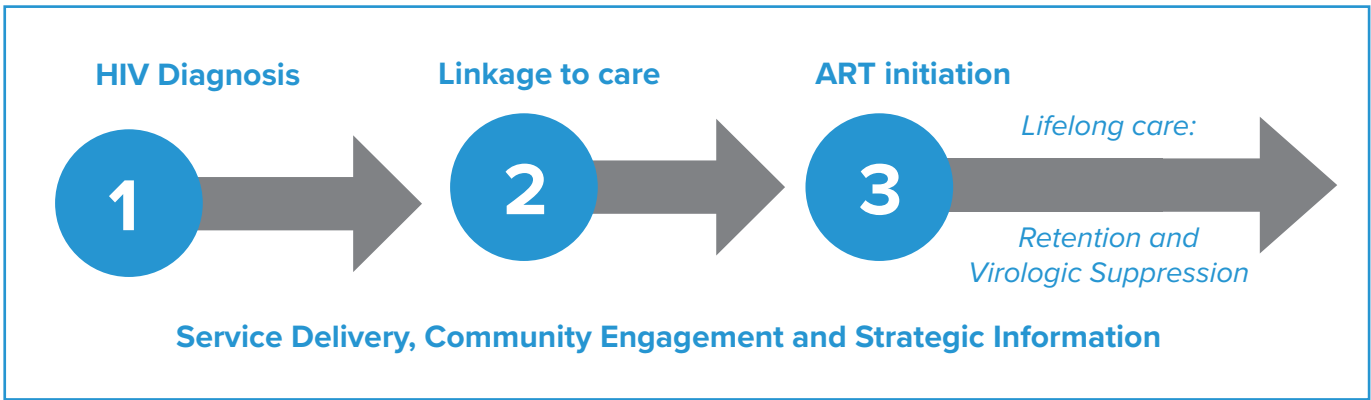 HIV Diagnosis
Linkage to care
ART initiation
1
2
3
Lifelong care:
Retention and
Virologic Suppression
Service Delivery, Community Engagement and Strategic Information